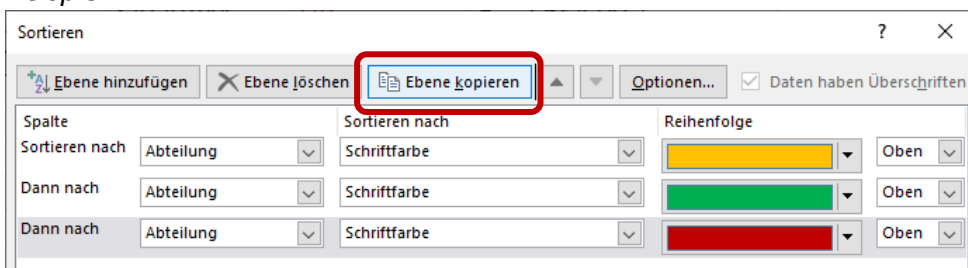 Sortieren ?
Ebene hinzufügen Ebene löschen Ebene kopieren Optionen... Daten haben Überschriften
Spalte Sortieren nach Reihenfolge
Sortieren nach Abteilung Schriftfarbe Oben
Dann nach Abteilung Schriftfarbe Oben
Dann nach Abteilung Schriftfarbe Oben